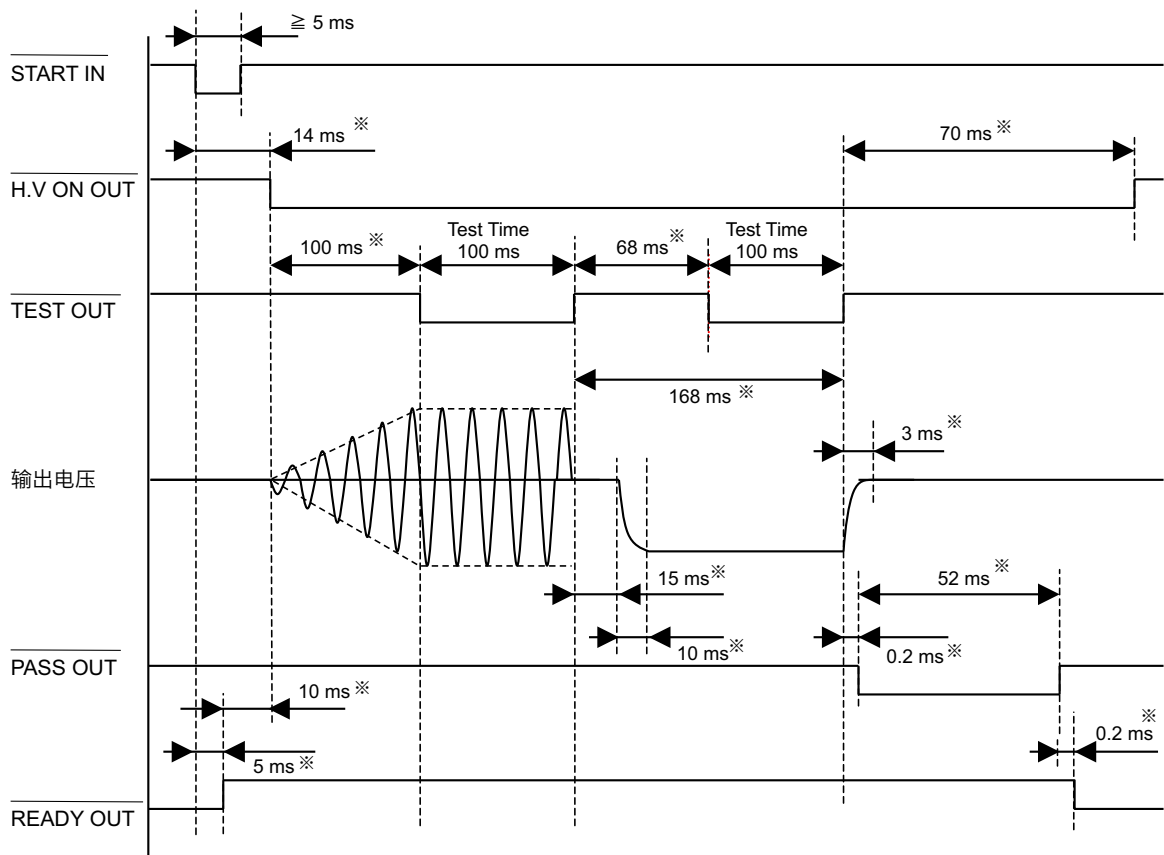 ≧ 5 ms
START IN
14 ms ※
70 ms ※
H.V ON OUT
100 ms ※
Test Time
100 ms
68 ms ※
Test Time
100 ms
TEST OUT
168 ms ※
3 ms ※
输出电压
15 ms ※
52 ms ※
10 ms ※
0.2 ms ※
PASS OUT
10 ms ※
0.2 ms ※
5 ms ※
READY OUT